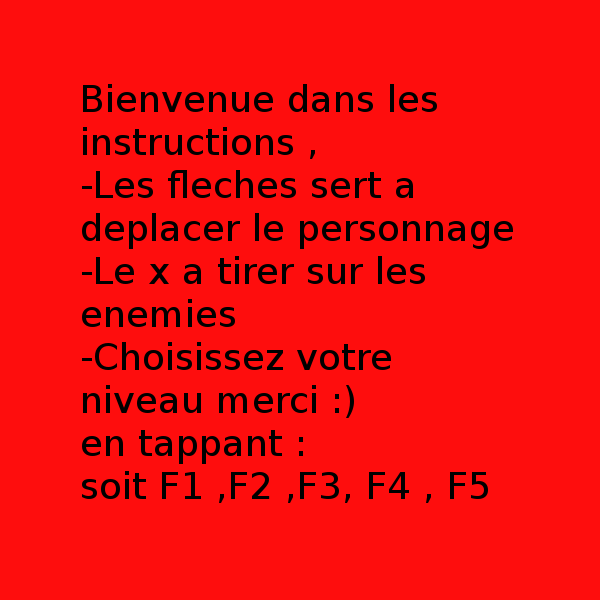 Bienvenue dans les
instructions ,
-Les fleches sert a
deplacer le personnage
-Le x a tirer sur les
enemies
-Choisissez votre
niveau merci :)
en tappant :
soit F1 ,F2 ,F3, F4 , F5